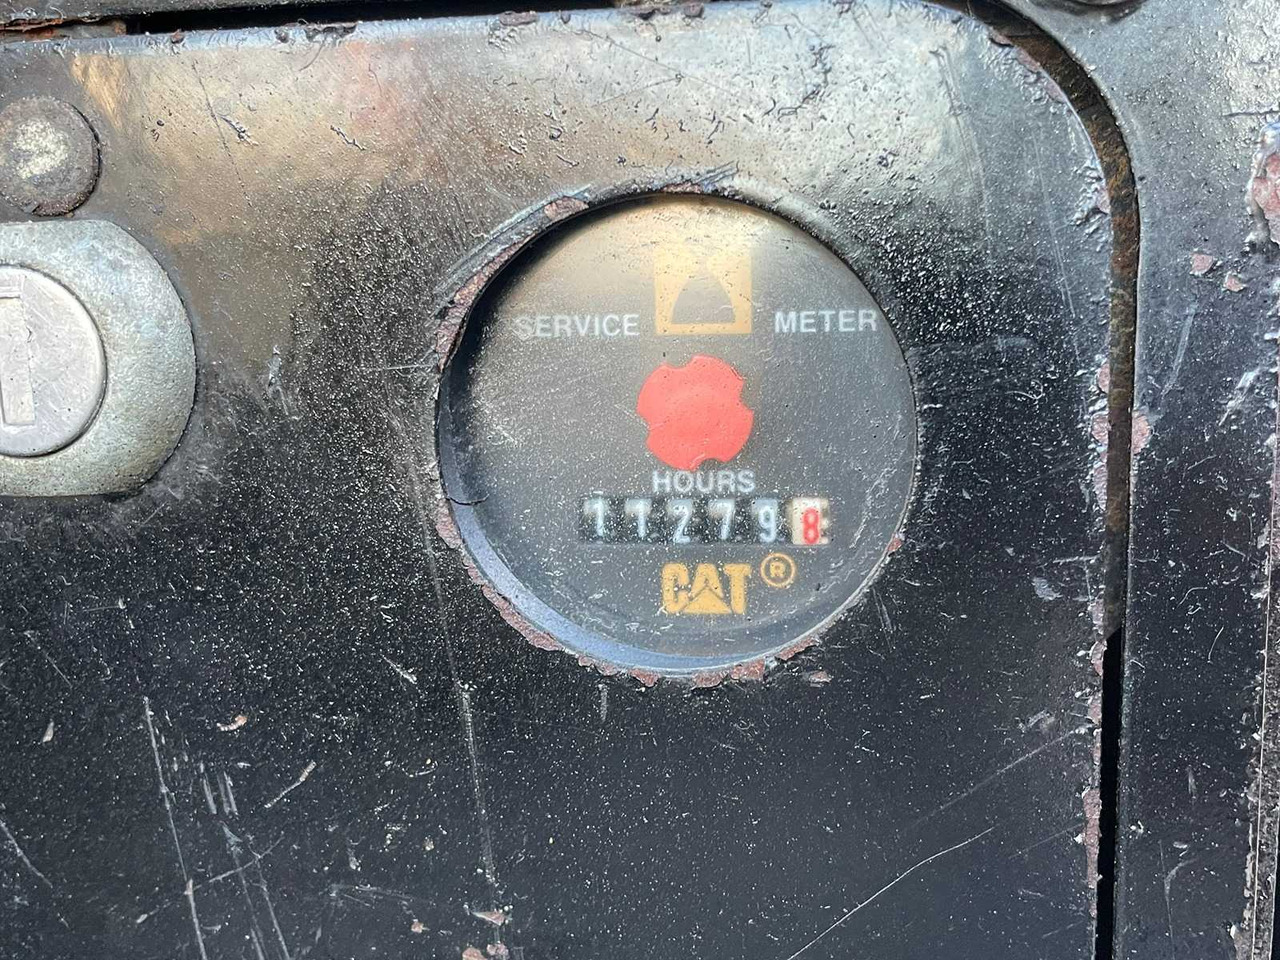 SERVICE METER
HOURS
112798
CAT®